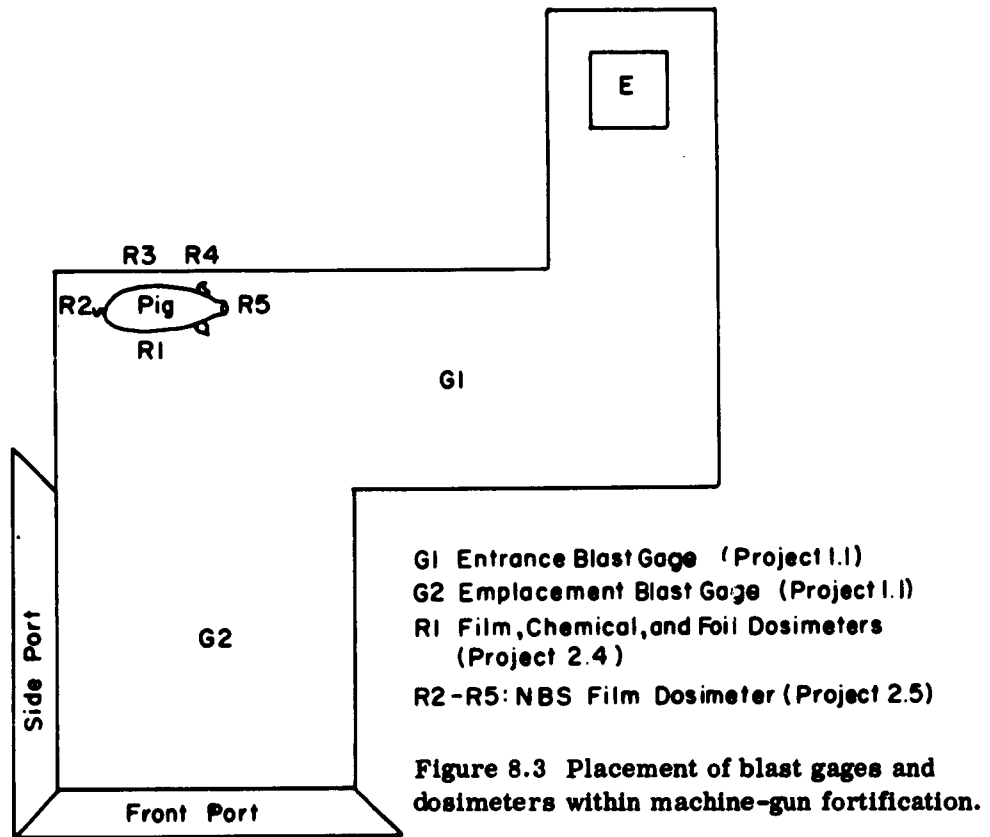 E
R3 R4
R2 Pig R5
R1
G1
Side Port
G2
G1 Entrance Blast Gage (Project 1.1)
G2 Emplacement Blast Gage (Project 1.1)
R1 Film, Chemical, and Foil Dosimeters
(Project 2.4)
R2-R5: NBS Film Dosimeter (Project 2.5)
Figure 8.3 Placement of blast gages and
dosimeters within machine-gun fortification.
Front Port